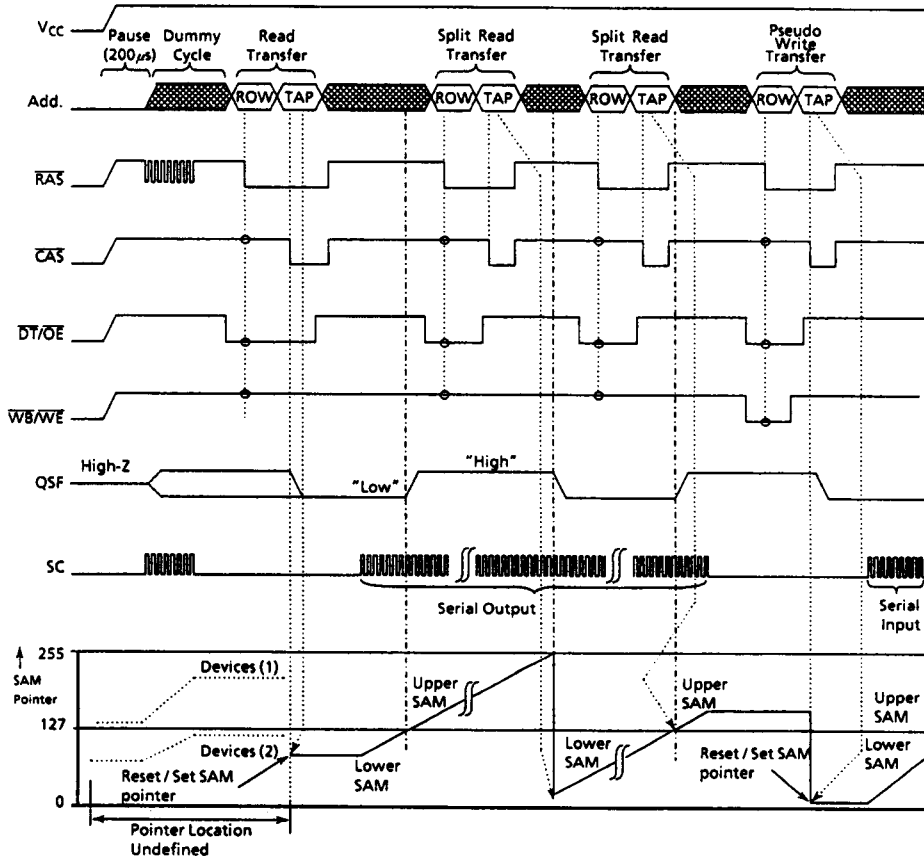 VCC
Pause
(200μs)
Dummy
Cycle
Read
Transfer
Split Read
Transfer
Split Read
Transfer
Pseudo
Write
Transfer
Add.
ROW
TAP
ROW
TAP
ROW
TAP
ROW
TAP
RAS
CAS
DT/OE
WB/WE
High-Z
QSF
"Low"
"High"
SC
Serial Output
Serial
Input
255
SAM
Pointer
127
0
Devices (1)
Devices (2)
Reset / Set SAM
pointer
Lower
SAM
Upper
SAM
Lower
SAM
Upper
SAM
Reset / Set SAM
pointer
Upper
SAM
Lower
SAM
Pointer Location
Undefined